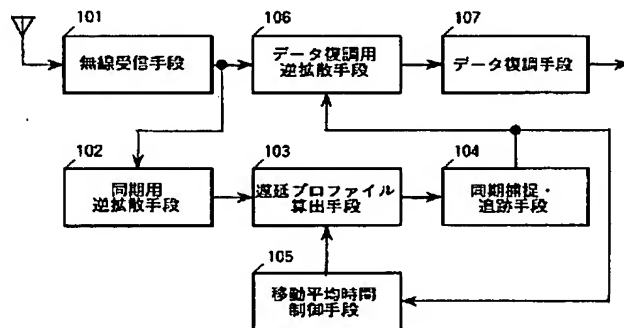 101
無線受信手段
106
データ復調用
逆拡散手段
107
データ復調手段
102
同期用
逆拡散手段
103
遅延プロファイル
算出手段
104
同期捕捉・
追跡手段
105
移動平均時間
制御手段